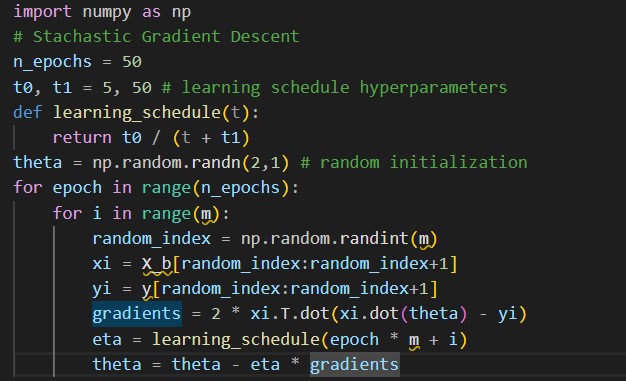 import numpy as np
# Stachastic Gradient Descent
n_epochs = 50
t0, t1 = 5, 50 # learning schedule hyperparameters
def learning_schedule(t):
    return t0 / (t + t1)
theta = np.random.randn(2,1) # random initialization
for epoch in range(n_epochs):
    for i in range(m):
        random_index = np.random.randint(m)
        xi = X_b[random_index:random_index+1]
        yi = y[random_index:random_index+1]
        gradients = 2 * xi.T.dot(xi.dot(theta) - yi)
        eta = learning_schedule(epoch * m + i)
        theta = theta - eta * gradients